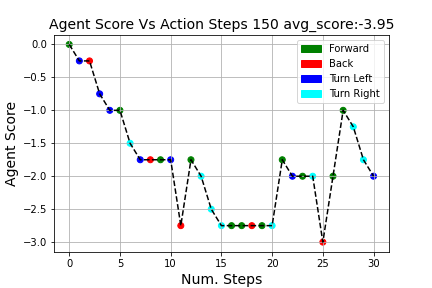 Agent Score Vs Action Steps 150 avg_score:-3.95
Agent Score
0.0
−0.5
−1.0
−1.5
−2.0
−2.5
−3.0
Forward
Back
Turn Left
Turn Right
0 5 10 15 20 25 30
Num. Steps